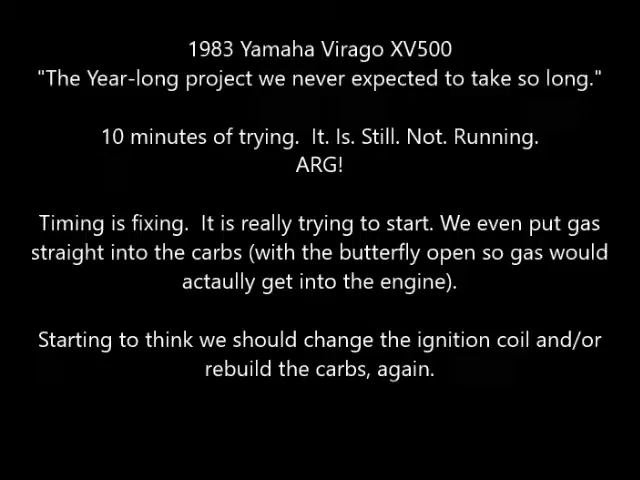 1983 Yamaha Virago XV500
"The Year-long project we never expected to take so long."
10 minutes of trying.  It. Is. Still. Not. Running.
ARG!
Timing is fixing.  It is really trying to start. We even put gas
straight into the carbs (with the butterfly open so gas would
actaully get into the engine).
Starting to think we should change the ignition coil and/or
rebuild the carbs, again.